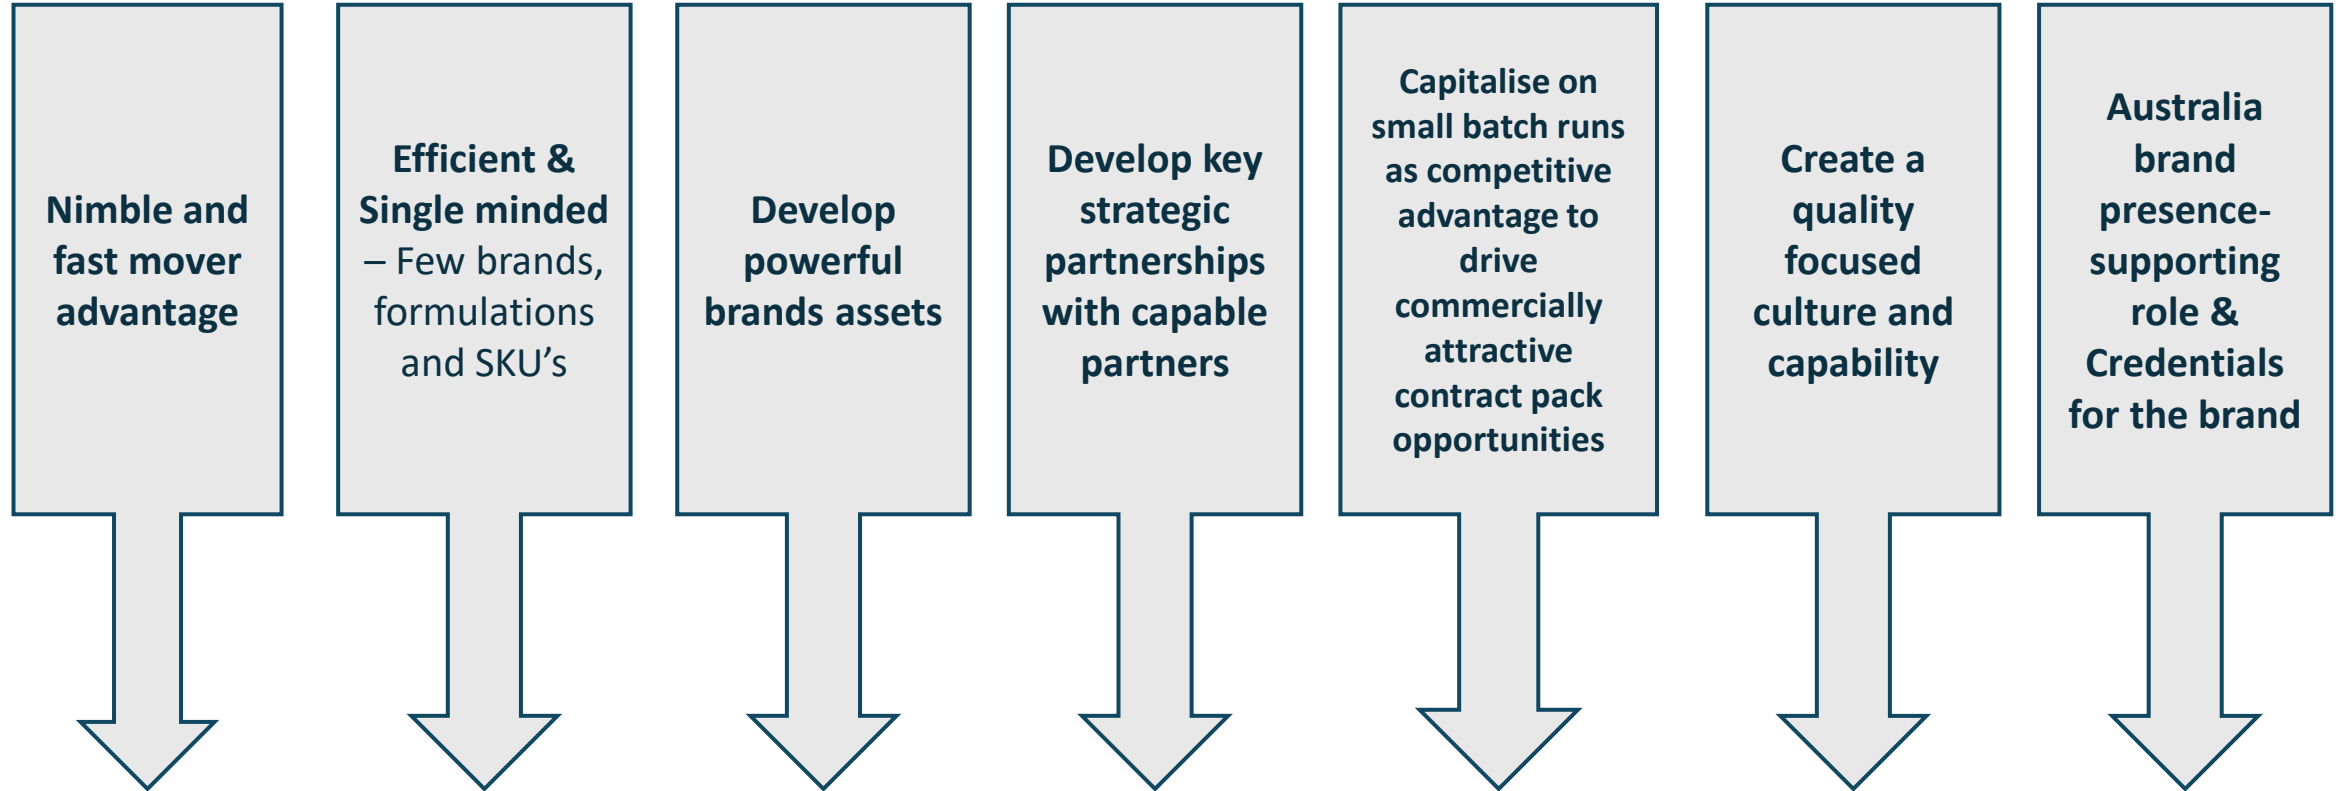 Nimble and
fast mover
advantage
Efficient &
Single minded
– Few brands,
formulations
and SKU’s
Develop
powerful
brands assets
Develop key
strategic
partnerships
with capable
partners
Capitalise on
small batch runs
as competitive
advantage to
drive
commercially
attractive
contract pack
opportunities
Create a
quality
focused
culture and
capability
Australia
brand
presence-
supporting
role &
Credentials
for the brand